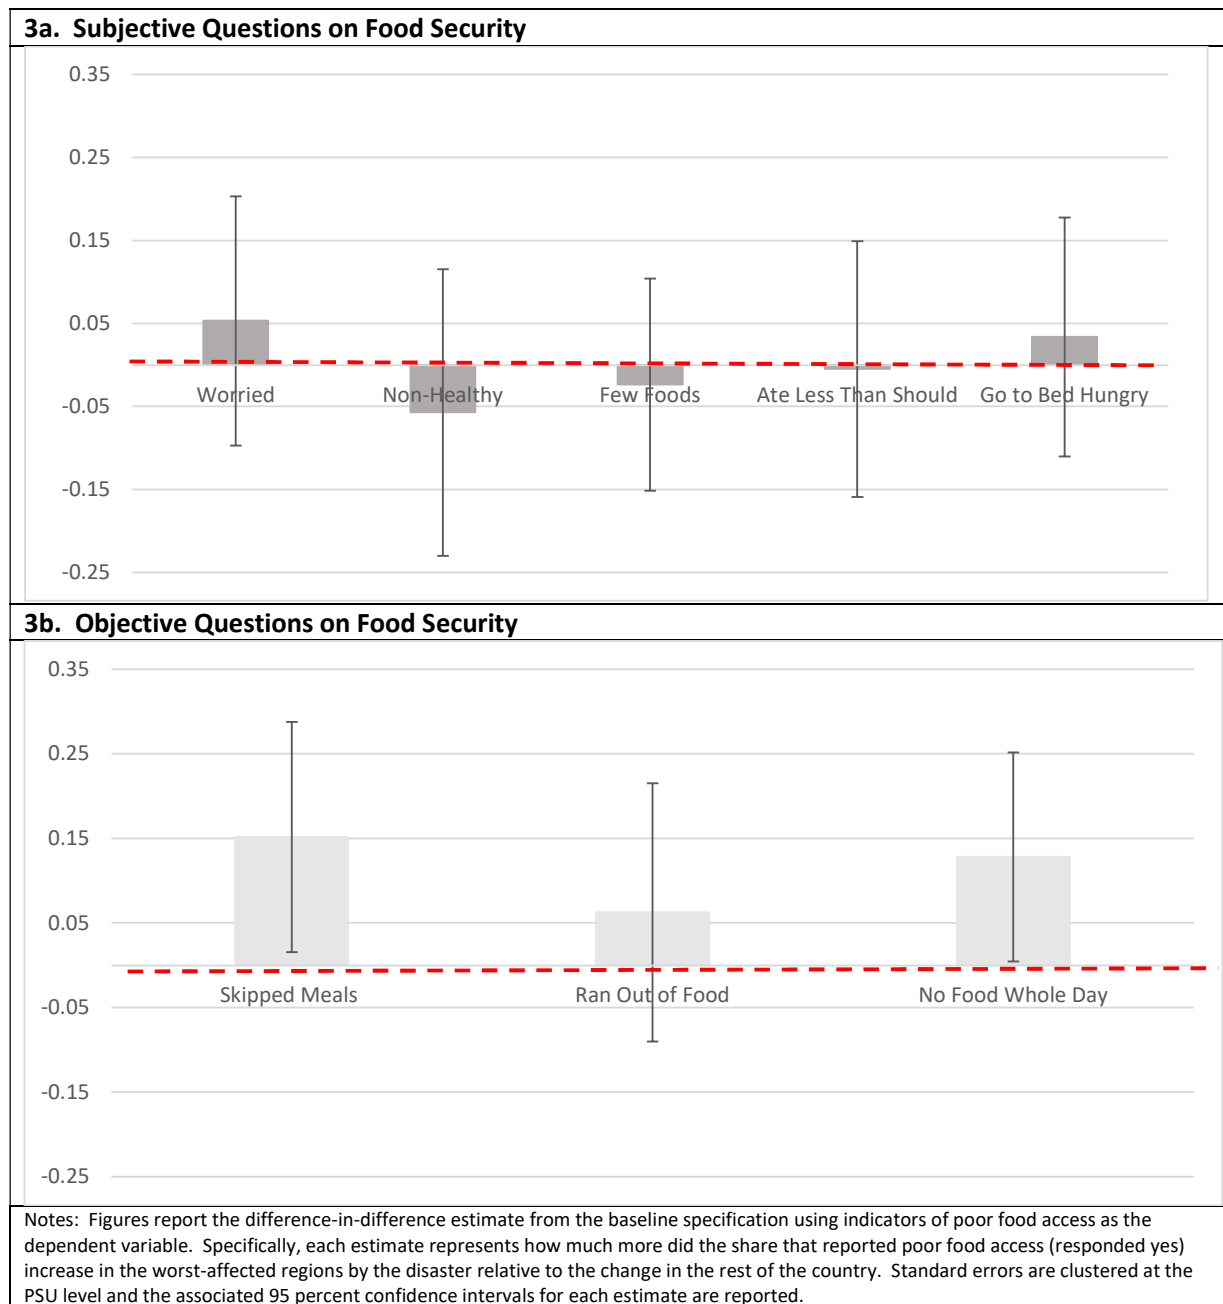 3a. Subjective Questions on Food Security
0.35
0.25
0.15
0.05
-0.05
-0.15
-0.25
Worried Non-Healthy Few Foods Ate Less Than Should Go to Bed Hungry
3b. Objective Questions on Food Security
0.35
0.25
0.15
0.05
-0.05
-0.15
-0.25
Skipped Meals Ran Out of Food No Food Whole Day
Notes: Figures report the difference-in-difference estimate from the baseline specification using indicators of poor food access as the
dependent variable. Specifically, each estimate represents how much more did the share that reported poor food access (responded yes)
increase in the worst-affected regions by the disaster relative to the change in the rest of the country. Standard errors are clustered at the
PSU level and the associated 95 percent confidence intervals for each estimate are reported.